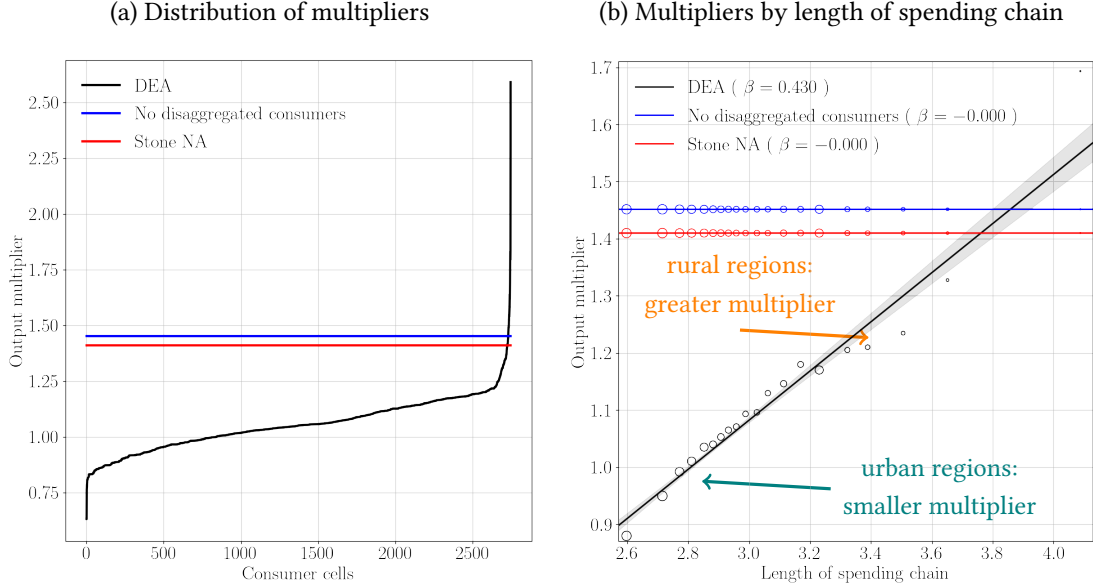 (a) Distribution of multipliers
DEA
No disaggregated consumers
Stone NA
2.50
2.25
2.00
1.75
1.50
1.25
1.00
0.75
Output multiplier
0 500 1000 1500 2000 2500
Consumer cells
(b) Multipliers by length of spending chain
DEA ( β = 0.430 )
No disaggregated consumers ( β = −0.000 )
Stone NA ( β = −0.000 )
1.7
1.6
1.5
1.4
1.3
1.2
1.1
1.0
0.9
Output multiplier
rural regions:
greater multiplier
urban regions:
smaller multiplier
2.6 2.8 3.0 3.2 3.4 3.6 3.8 4.0
Length of spending chain